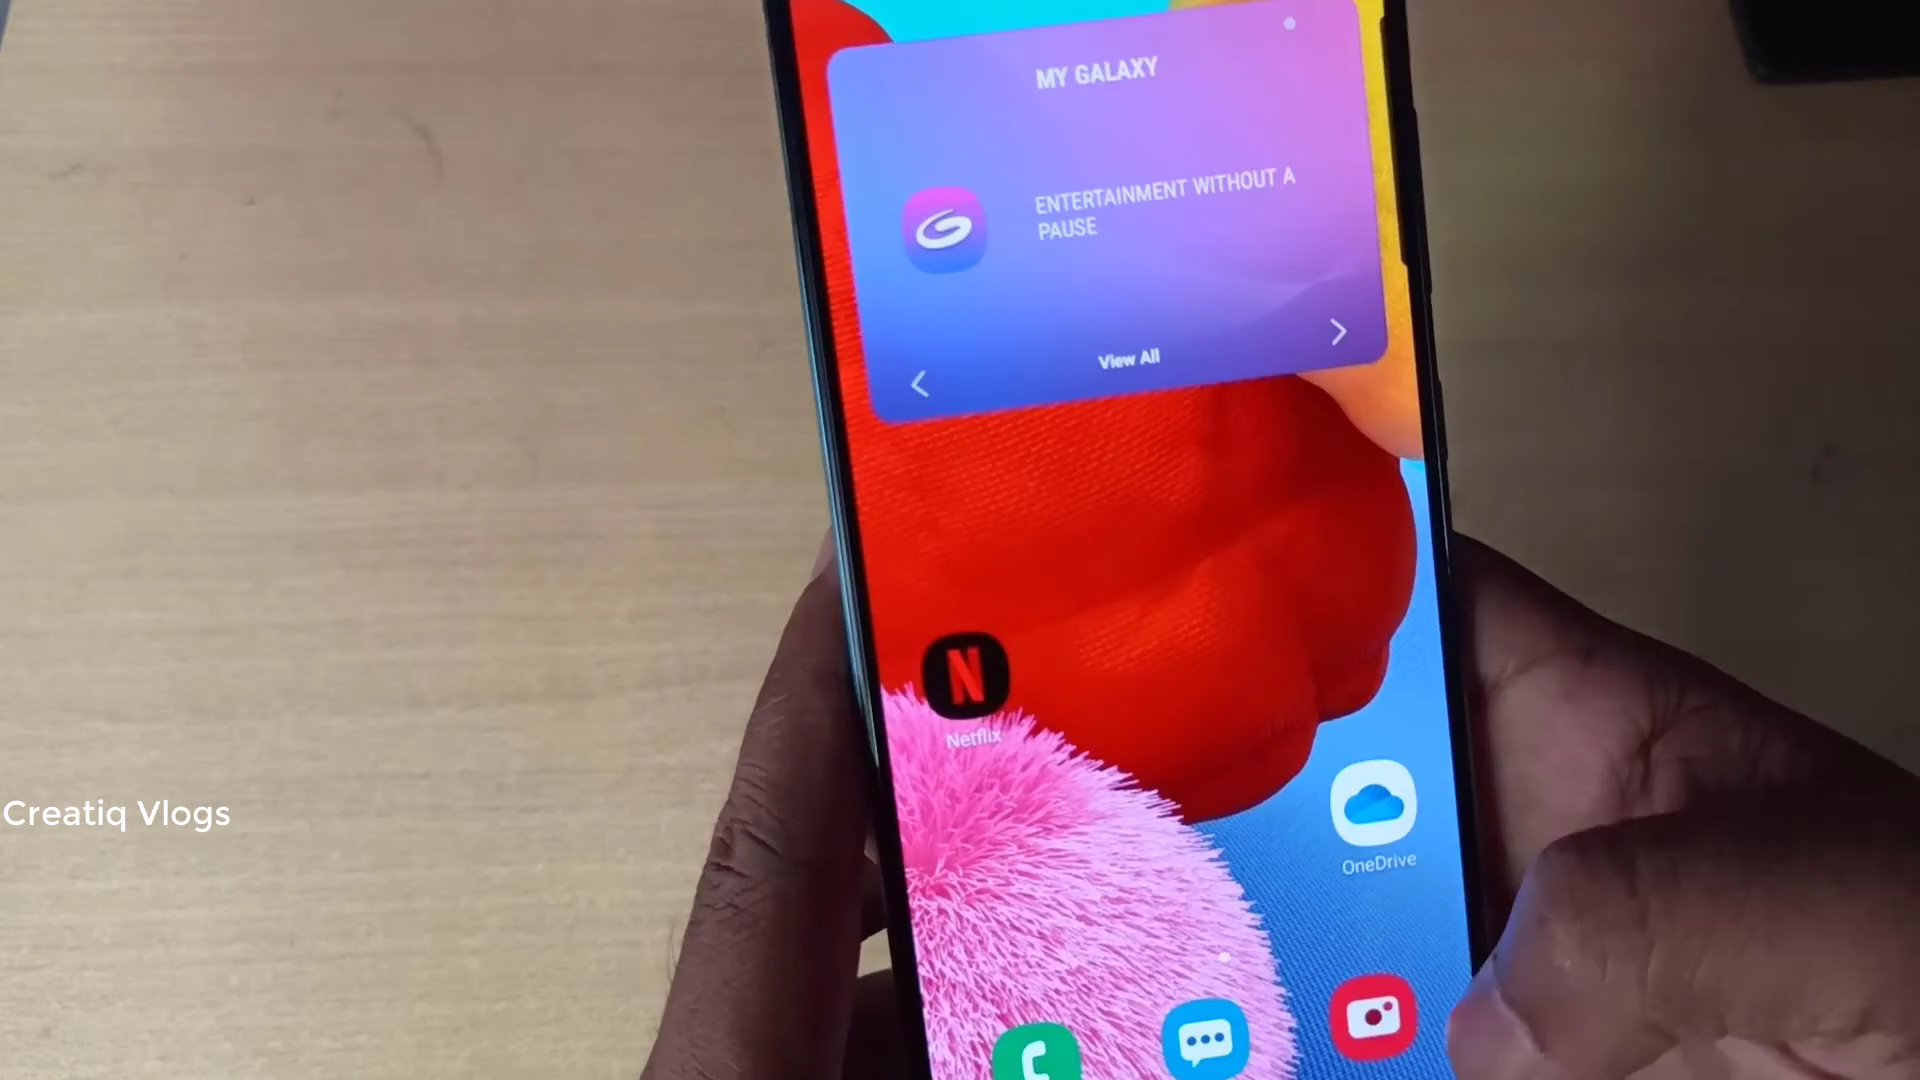 MY GALAXY
ENTERTAINMENT WITHOUT A
PAUSE
View All
N
Netflix
OneDrive
Creatiq Vlogs